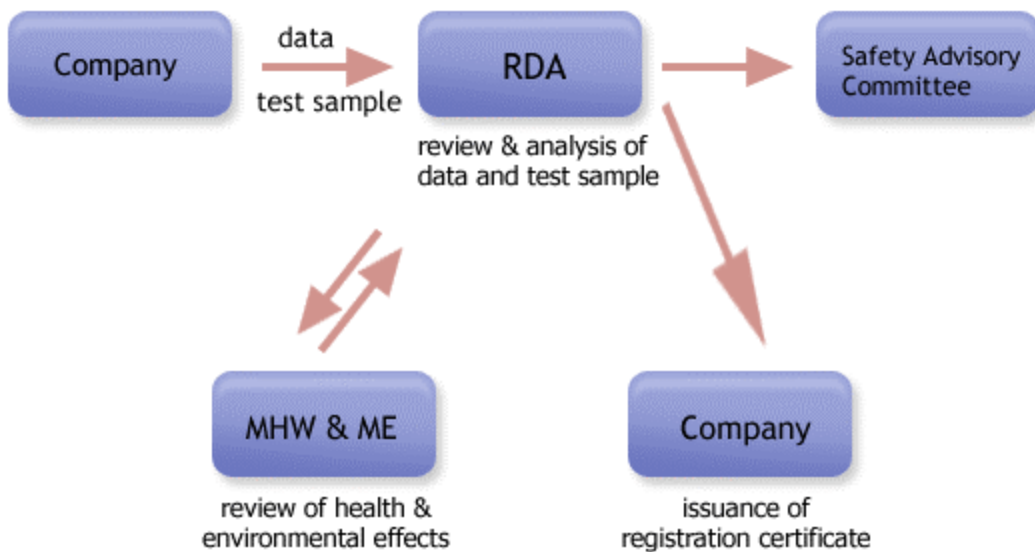 Company
data
test sample
RDA
review & analysis of
data and test sample
Safety Advisory
Committee
MHW & ME
review of health &
environmental effects
Company
issuance of
registration certificate